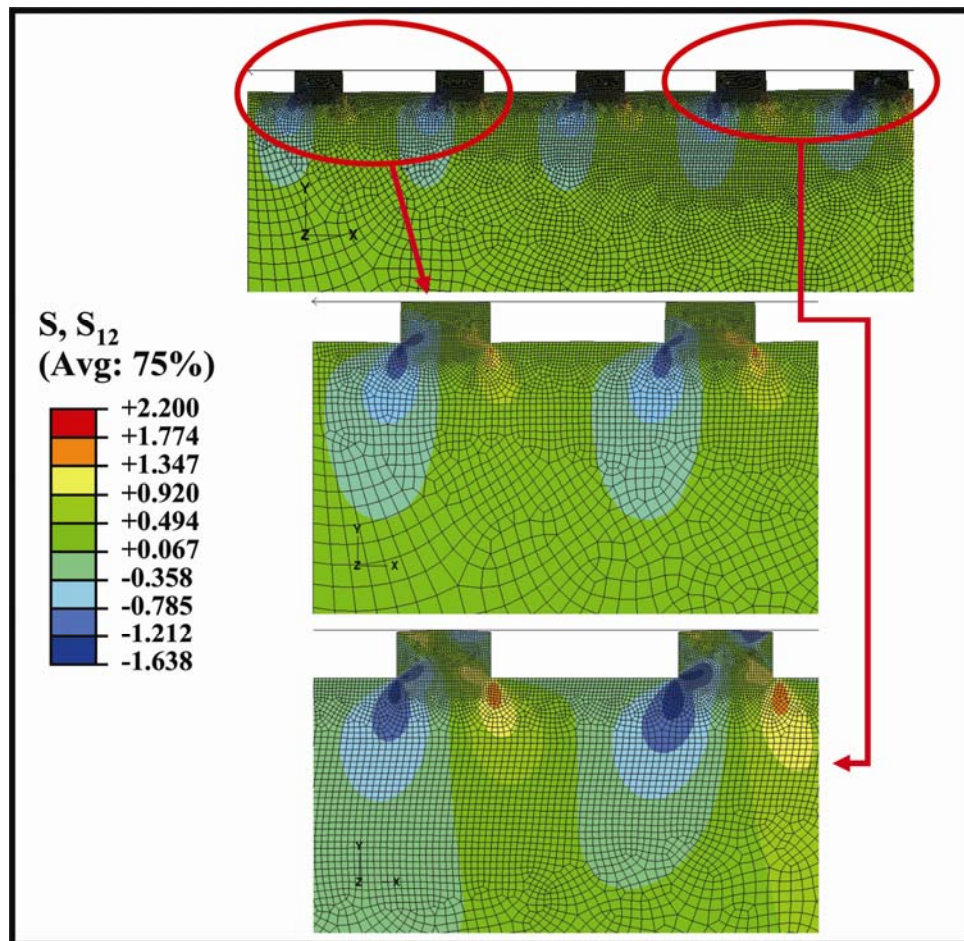 Y
Z X
S, S12
(Avg: 75%)
+2.200
+1.774
+1.347
+0.920
+0.494
+0.067
-0.358
-0.785
-1.212
-1.638
Y
Z X
Y
Z X